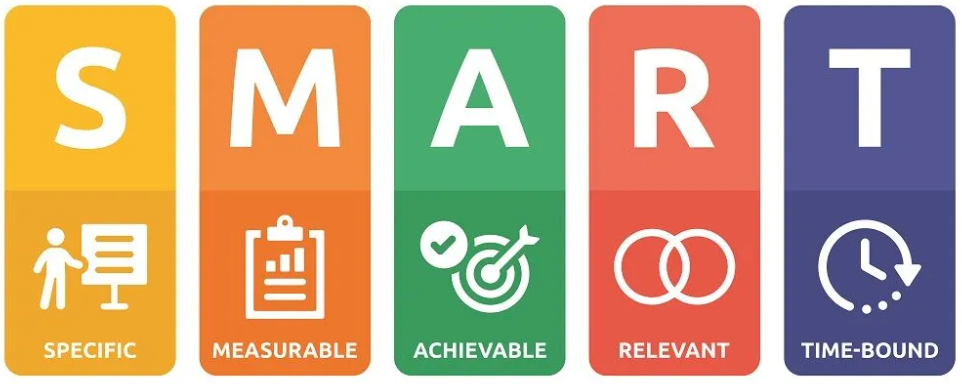 S M A R T
SPECIFIC MEASURABLE ACHIEVABLE RELEVANT TIME-BOUND